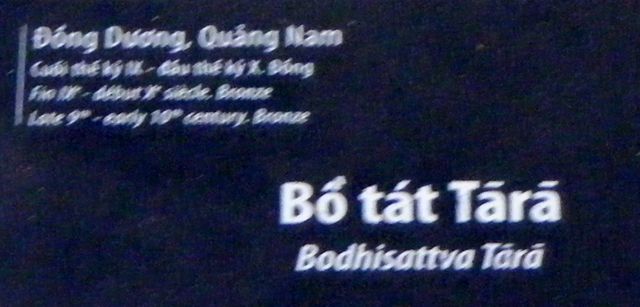 Đồng Dương, Quảng Nam
Cuối thế kỷ IX - đầu thế kỷ X. Đồng
Fin IXᵉ - début Xᵉ siècle. Bronze
Late 9ᵗʰ - early 10ᵗʰ century. Bronze
Bồ tát Tārā
Bodhisattva Tārā